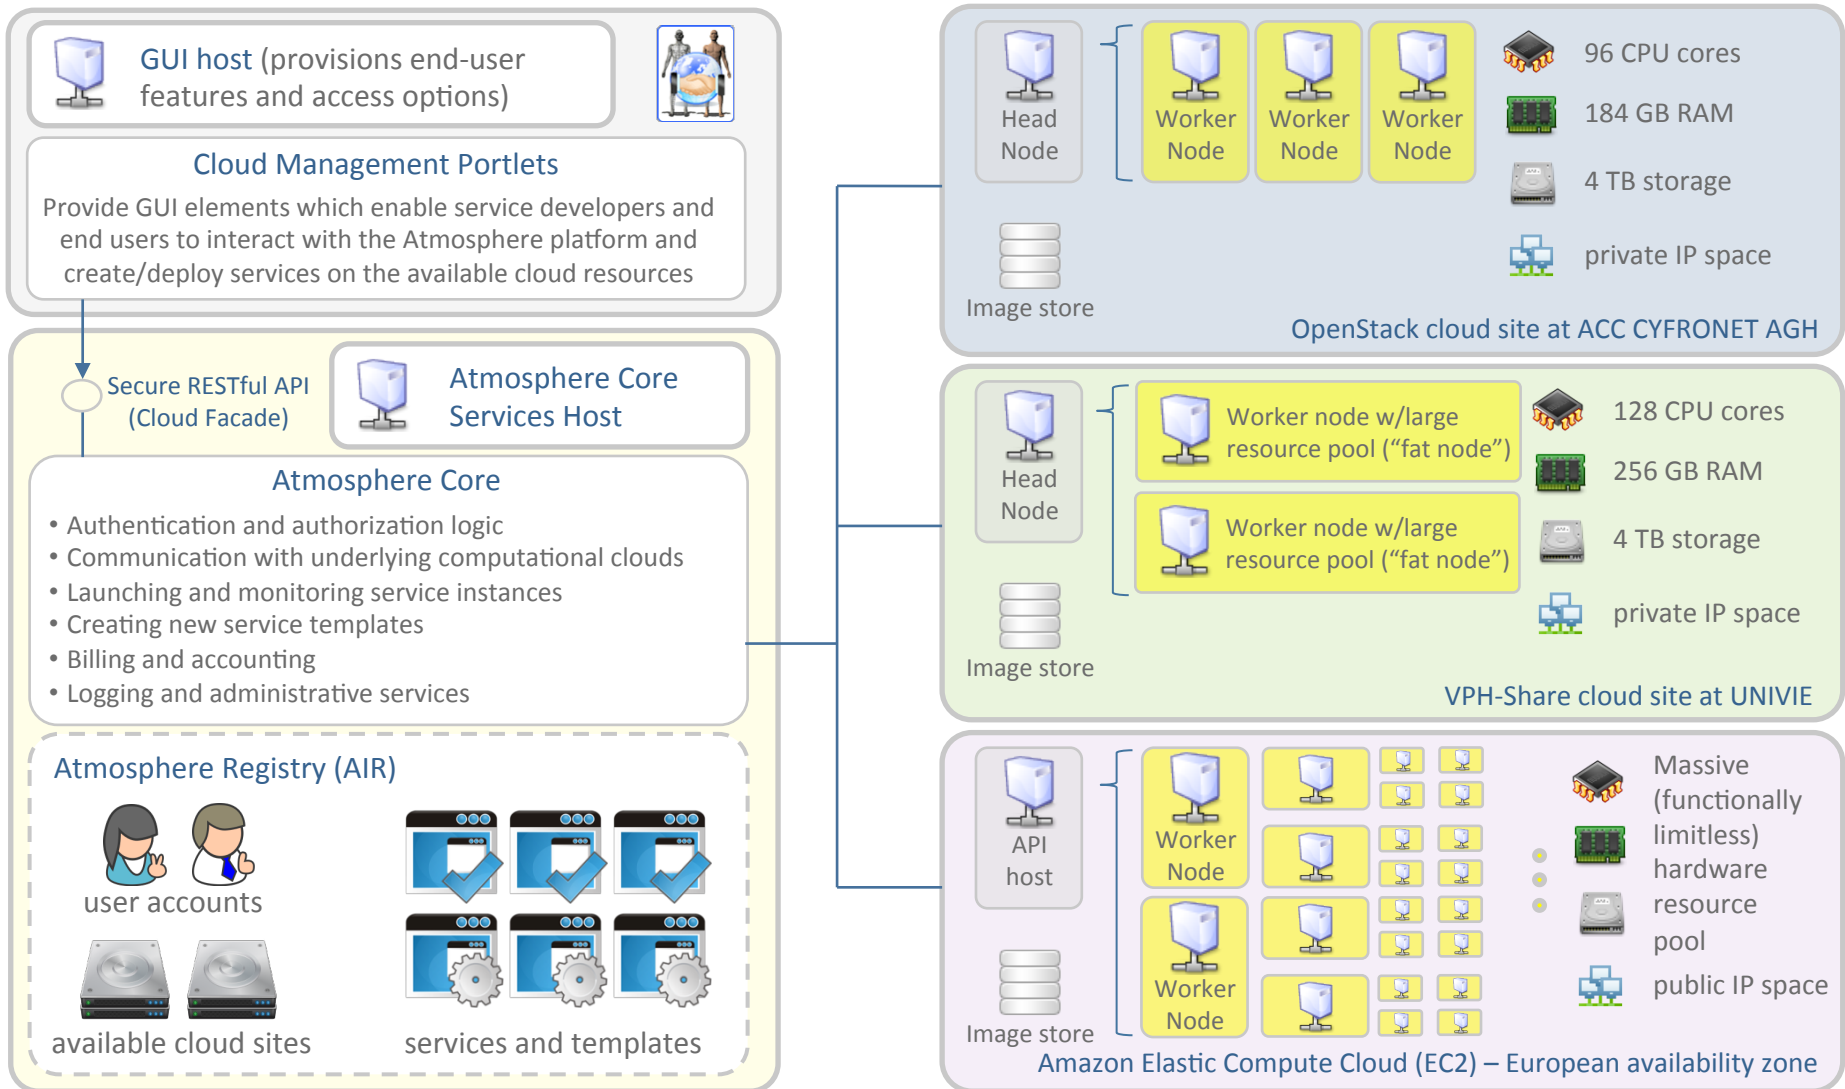 GUI host (provisions end-user
features and access options)
Cloud Management Portlets
Provide GUI elements which enable service developers and
end users to interact with the Atmosphere platform and
create/deploy services on the available cloud resources
Secure RESTful API
(Cloud Facade)
Atmosphere Core
Services Host
Atmosphere Core
• Authentication and authorization logic
• Communication with underlying computational clouds
• Launching and monitoring service instances
• Creating new service templates
• Billing and accounting
• Logging and administrative services
Atmosphere Registry (AIR)
user accounts
available cloud sites
services and templates
Head
Node
Worker
Node
Worker
Node
Worker
Node
96 CPU cores
184 GB RAM
4 TB storage
private IP space
Image store
OpenStack cloud site at ACC CYFRONET AGH
Head
Node
Worker node w/large
resource pool (“fat node”)
Worker node w/large
resource pool (“fat node”)
128 CPU cores
256 GB RAM
4 TB storage
private IP space
Image store
VPH-Share cloud site at UNIVIE
API
host
Worker
Node
Worker
Node
Massive
(functionally
limitless)
hardware
resource
pool
public IP space
Image store
Amazon Elastic Compute Cloud (EC2) – European availability zone